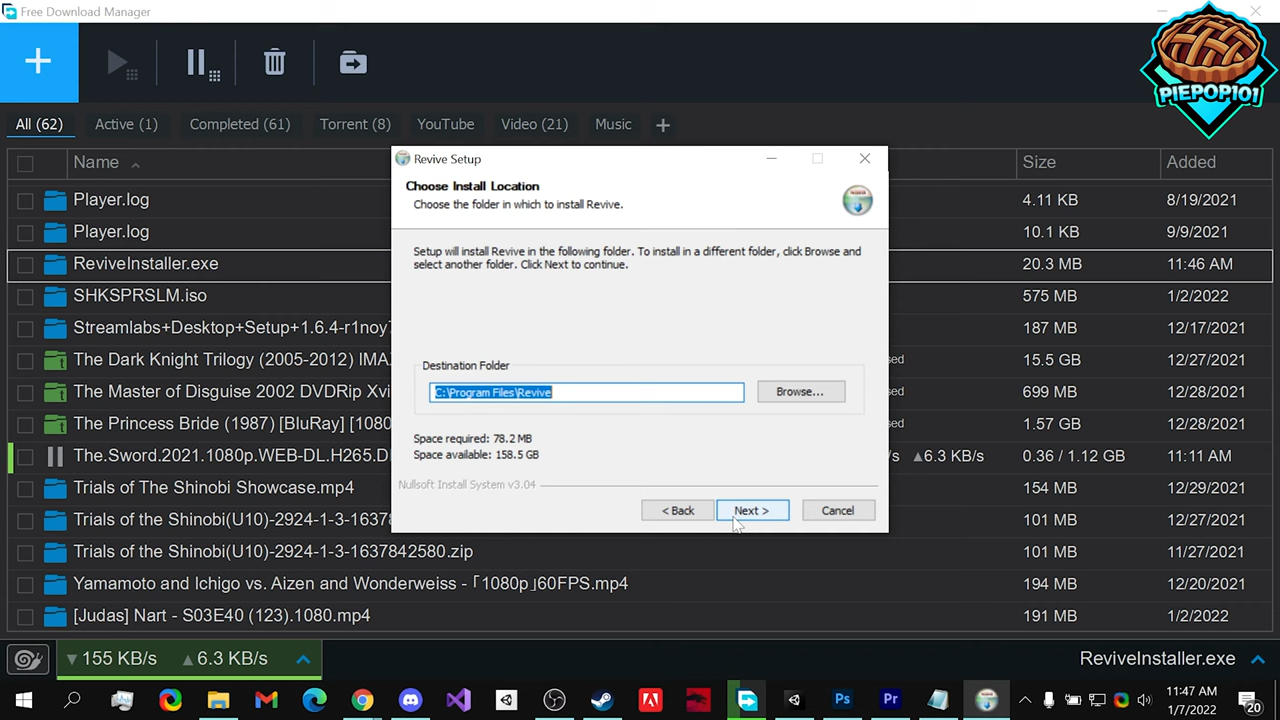 Free Download Manager
PIEPOP101
All (62)
Active (1)
Completed (61)
Torrent (8)
YouTube
Video (21)
Music
Name
Size
Added
Player.log
4.11 KB
8/19/2021
Player.log
10.1 KB
9/9/2021
ReviveInstaller.exe
20.3 MB
11:46 AM
SHKSPRSLM.iso
575 MB
1/2/2022
Streamlabs+Desktop+Setup+1.6.4-r1noy7
187 MB
12/17/2021
The Dark Knight Trilogy (2005-2012) IMAX
15.5 GB
12/27/2021
The Master of Disguise 2002 DVDRip Xvi
699 MB
12/28/2021
The Princess Bride (1987) [BluRay] [1080
1.57 GB
12/28/2021
The.Sword.2021.1080p.WEB-DL.H265.D
▲6.3 KB/s
0.36 / 1.12 GB
11:11 AM
Trials of The Shinobi Showcase.mp4
154 MB
12/29/2021
Trials of the Shinobi(U10)-2924-1-3-16378
101 MB
12/27/2021
Trials of the Shinobi(U10)-2924-1-3-1637842580.zip
101 MB
11/27/2021
Yamamoto and Ichigo vs. Aizen and Wonderweiss -「1080p」60FPS.mp4
194 MB
12/20/2021
[Judas] Nart - S03E40 (123).1080.mp4
191 MB
1/2/2022
Revive Setup
Choose Install Location
Choose the folder in which to install Revive.
Setup will install Revive in the following folder. To install in a different folder, click Browse and
select another folder. Click Next to continue.
Destination Folder
C:\Program Files\Revive
Browse...
Space required: 78.2 MB
Space available: 158.5 GB
Nullsoft Install System v3.04
< Back
Next >
Cancel
▼155 KB/s
▲6.3 KB/s
ReviveInstaller.exe
11:47 AM
1/7/2022
20